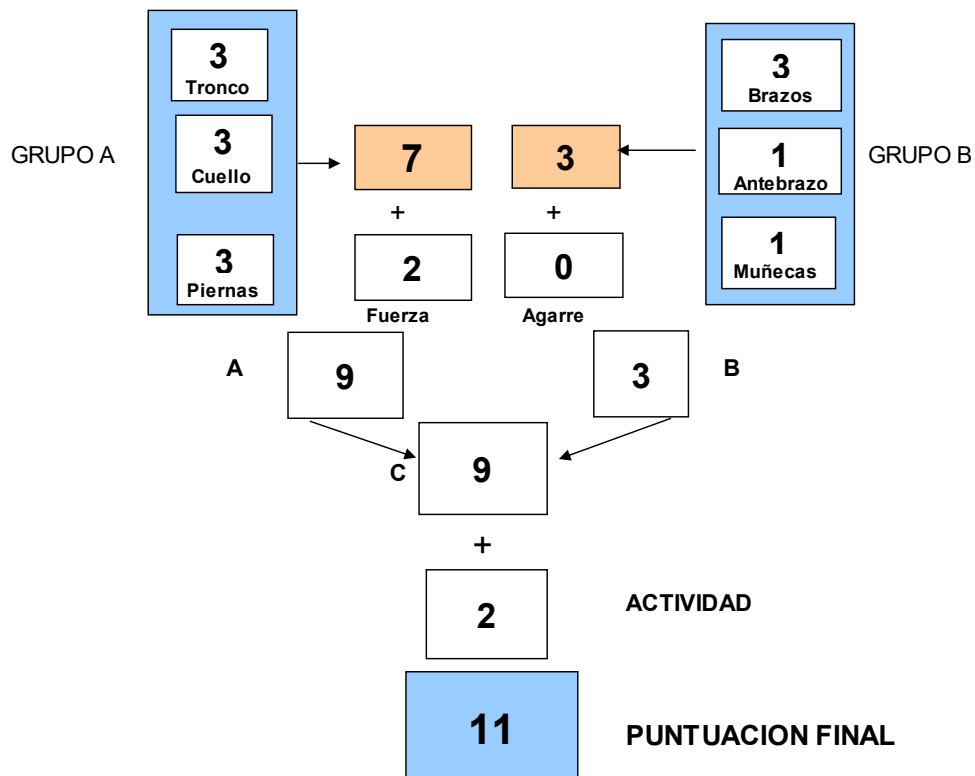 3
Tronco
3
Cuello
3
Piernas
GRUPO A
7
+
2
Fuerza
3
+
0
Agarre
3
Brazos
1
Antebrazo
1
Muñecas
GRUPO B
A
9
3
B
C
9
+
2
ACTIVIDAD
11
PUNTUACION FINAL